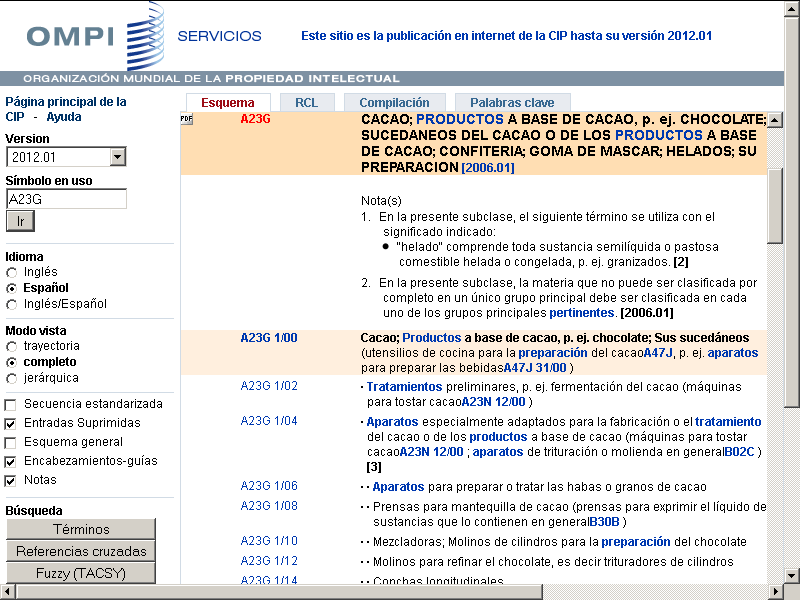 OMPI SERVICIOS
Este sitio es la publicación en internet de la CIP hasta su versión 2012.01
ORGANIZACIÓN MUNDIAL DE LA PROPIEDAD INTELECTUAL
Página principal de la
CIP - Ayuda
Version
2012.01
Símbolo en uso
A23G
Ir
Idioma
Inglés
Español
Inglés/Español
Modo vista
trayectoria
completo
jerárquica
Secuencia estandarizada
Entradas Suprimidas
Esquema general
Encabezamientos-guías
Notas
Búsqueda
Términos
Referencias cruzadas
Fuzzy (TACSY)
Esquema RCL Compilación Palabras clave
PDF A23G CACAO; PRODUCTOS A BASE DE CACAO, p. ej. CHOCOLATE;
SUCEDANEOS DEL CACAO O DE LOS PRODUCTOS A BASE
DE CACAO; CONFITERIA; GOMA DE MASCAR; HELADOS; SU
PREPARACION [2006.01]
Nota(s)
1. En la presente subclase, el siguiente término se utiliza con el
significado indicado:
"helado" comprende toda sustancia semilíquida o pastosa
comestible helada o congelada, p. ej. granizados. [2]
2. En la presente subclase, la materia que no puede ser clasificada por
completo en un único grupo principal debe ser clasificada en cada
uno de los grupos principales pertinentes. [2006.01]
A23G 1/00 Cacao; Productos a base de cacao, p. ej. chocolate; Sus sucedáneos
(utensilios de cocina para la preparación del cacaoA47J, p. ej. aparatos
para preparar las bebidasA47J 31/00 )
A23G 1/02 · Tratamientos preliminares, p. ej. fermentación del cacao (máquinas
para tostar cacaoA23N 12/00 )
A23G 1/04 · Aparatos especialmente adaptados para la fabricación o el tratamiento
del cacao o de los productos a base de cacao (máquinas para tostar
cacaoA23N 12/00 ; aparatos de trituración o molienda en generalB02C )
[3]
A23G 1/06 · · Aparatos para preparar o tratar las habas o granos de cacao
A23G 1/08 · · Prensas para mantequilla de cacao (prensas para exprimir el líquido de
sustancias que lo contienen en generalB30B )
A23G 1/10 · · Mezcladoras; Molinos de cilindros para la preparación del chocolate
A23G 1/12 · · Molinos para refinar el chocolate, es decir trituradores de cilindros
A23G 1/14 · · Conchas longitudinales